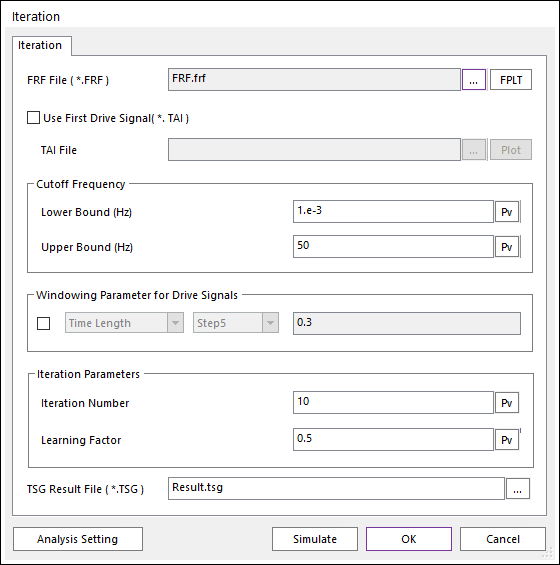 Iteration
Iteration
FRF File ( *.FRF ) FRF.frf ... FPLT
Use First Drive Signal( *. TAI )
TAI File ... Plot
Cutoff Frequency
Lower Bound (Hz) 1.e-3 Pv
Upper Bound (Hz) 50 Pv
Windowing Parameter for Drive Signals
Time Length Step5 0.3
Iteration Parameters
Iteration Number 10 Pv
Learning Factor 0.5 Pv
TSG Result File ( *.TSG ) Result.tsg ...
Analysis Setting Simulate OK Cancel